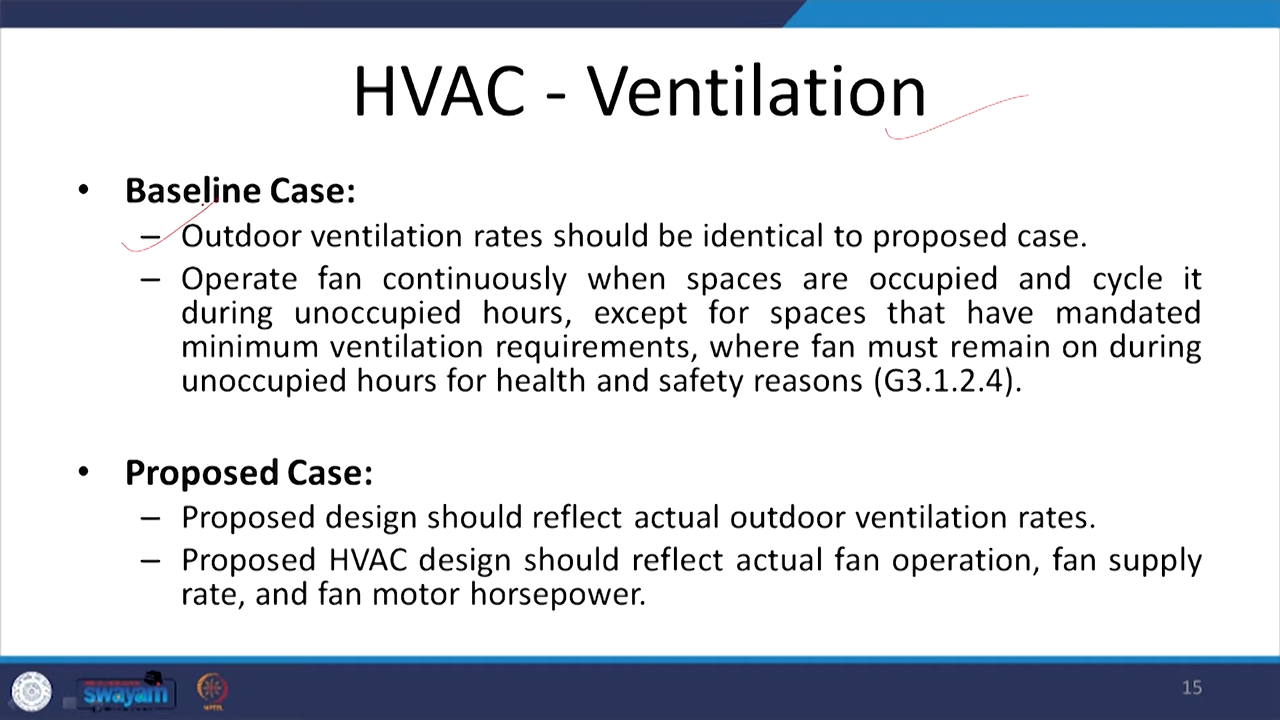 HVAC - Ventilation
• Baseline Case:
– Outdoor ventilation rates should be identical to proposed case.
– Operate fan continuously when spaces are occupied and cycle it
during unoccupied hours, except for spaces that have mandated
minimum ventilation requirements, where fan must remain on during
unoccupied hours for health and safety reasons (G3.1.2.4).
• Proposed Case:
– Proposed design should reflect actual outdoor ventilation rates.
– Proposed HVAC design should reflect actual fan operation, fan supply
rate, and fan motor horsepower.
swayam
15